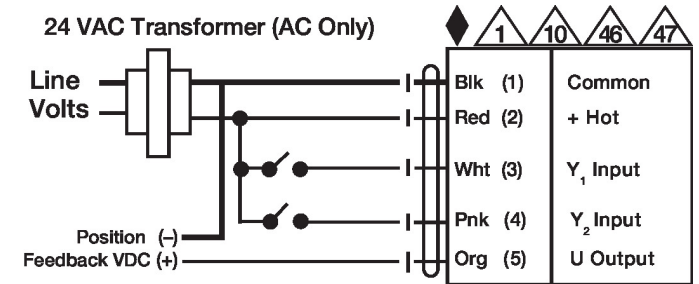 24 VAC Transformer (AC Only)
1 10 46 47
Line
Volts
Blk (1) Common
Red (2) + Hot
Wht (3) Y1 Input
Pnk (4) Y2 Input
Position (–)
Feedback VDC (+)
Org (5) U Output